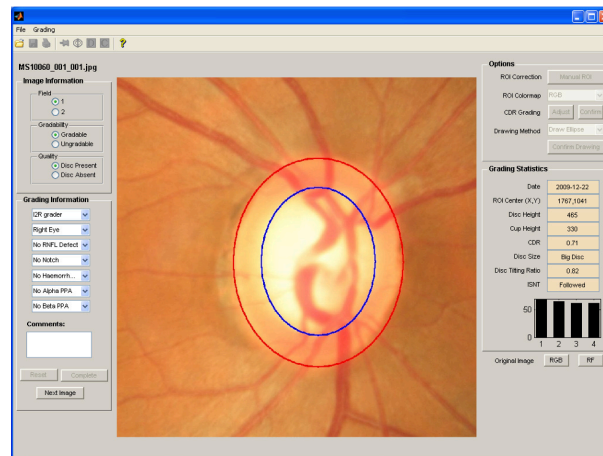 File Grading
MS10060_001_001.jpg
Image Information
Field
1
2
Gradability
Gradable
Ungradable
Quality
Disc Present
Disc Absent
Grading Information
I2R grader
Right Eye
No RNFL Defect
No Notch
No Haemorrh...
No Alpha PPA
No Beta PPA
Comments:
Reset Complete
Next Image
Options
ROI Correction Manual ROI
ROI Colormap RGB
CDR Grading Adjust Confirm
Drawing Method Draw Ellipse
Confirm Drawing
Grading Statistics
Date 2009-12-22
ROI Center (X,Y) 1767,1041
Disc Height 465
Cup Height 330
CDR 0.71
Disc Size Big Disc
Disc Tilting Ratio 0.82
ISNT Followed
50
0
1 2 3 4
Original Image RGB RF